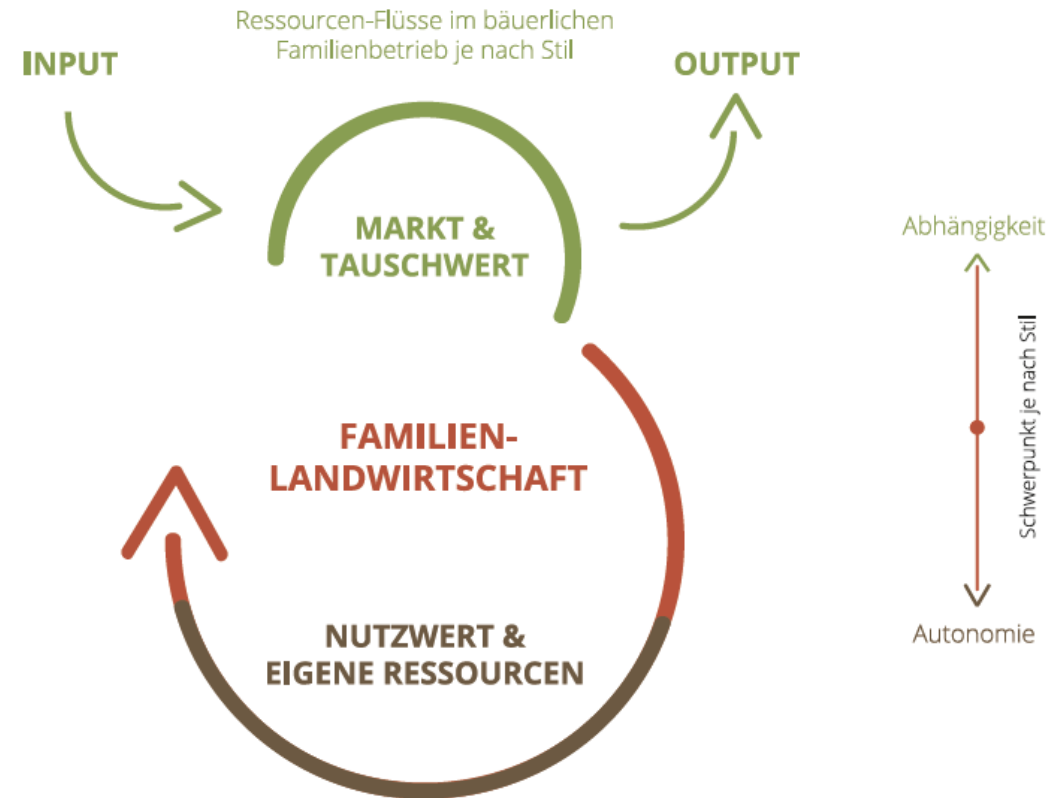 Ressourcen-Flüsse im bäuerlichen
Familienbetrieb je nach Stil
INPUT
OUTPUT
MARKT &
TAUSCHWERT
FAMILIEN-
LANDWIRTSCHAFT
NUTZWERT &
EIGENE RESSOURCEN
Abhängigkeit
Schwerpunkt je nach Stil
Autonomie